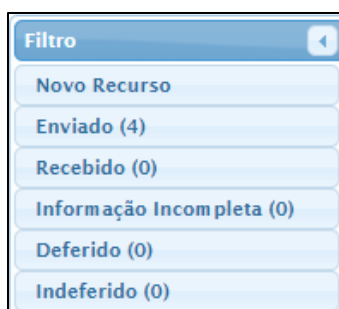 Filtro
Novo Recurso
Enviado (4)
Recebido (0)
Informação Incompleta (0)
Deferido (0)
Indeferido (0)